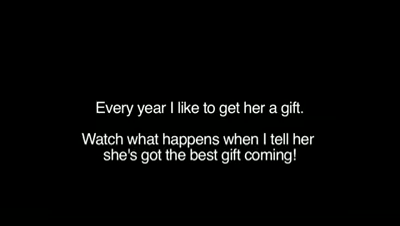 Every year I like to get her a gift.
Watch what happens when I tell her
she's got the best gift coming!